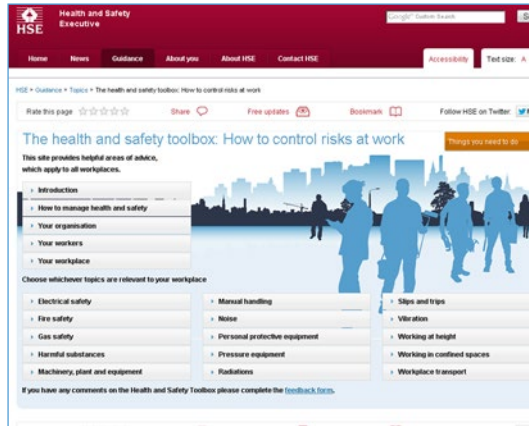 Health and Safety
Executive
HSE
Google Custom Search
Home News Guidance About you About HSE Contact HSE Accessibility Text size: A
HSE Guidance Topics The health and safety toolbox: How to control risks at work
Rate this page Share Free updates Bookmark Follow HSE on Twitter:
The health and safety toolbox: How to control risks at work
Things you need to do
This site provides helpful areas of advice,
which apply to all workplaces.
Introduction
How to manage health and safety
Your organisation
Your workers
Your workplace
Choose whichever topics are relevant to your workplace
Electrical safety Manual handling Slips and trips
Fire safety Noise Vibration
Gas safety Personal protective equipment Working at height
Harmful substances Pressure equipment Working in confined spaces
Machinery, plant and equipment Radiations Workplace transport
If you have any comments on the Health and Safety Toolbox please complete the feedback form.